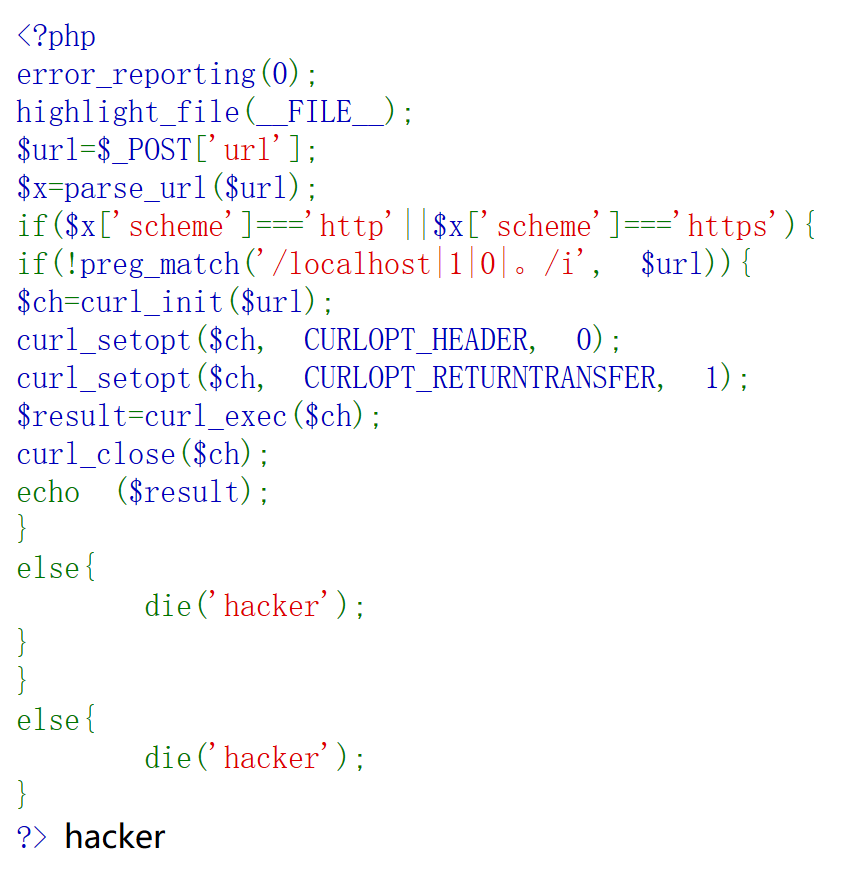 <?php
error_reporting(0);
highlight_file(__FILE__);
$url=$_POST['url'];
$x=parse_url($url);
if($x['scheme']==='http'||$x['scheme']==='https'){
if(!preg_match('/localhost|1|0|。/i', $url)){
$ch=curl_init($url);
curl_setopt($ch, CURLOPT_HEADER, 0);
curl_setopt($ch, CURLOPT_RETURNTRANSFER, 1);
$result=curl_exec($ch);
curl_close($ch);
echo ($result);
}
else{
die('hacker');
}
}
else{
die('hacker');
}
?> hacker